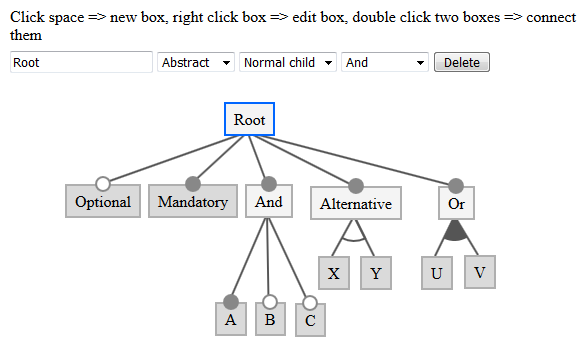 Click space => new box, right click box => edit box, double click two boxes => connect
them
Root Abstract Normal child And Delete
Root
Optional Mandatory And Alternative Or
X Y U V
A B C